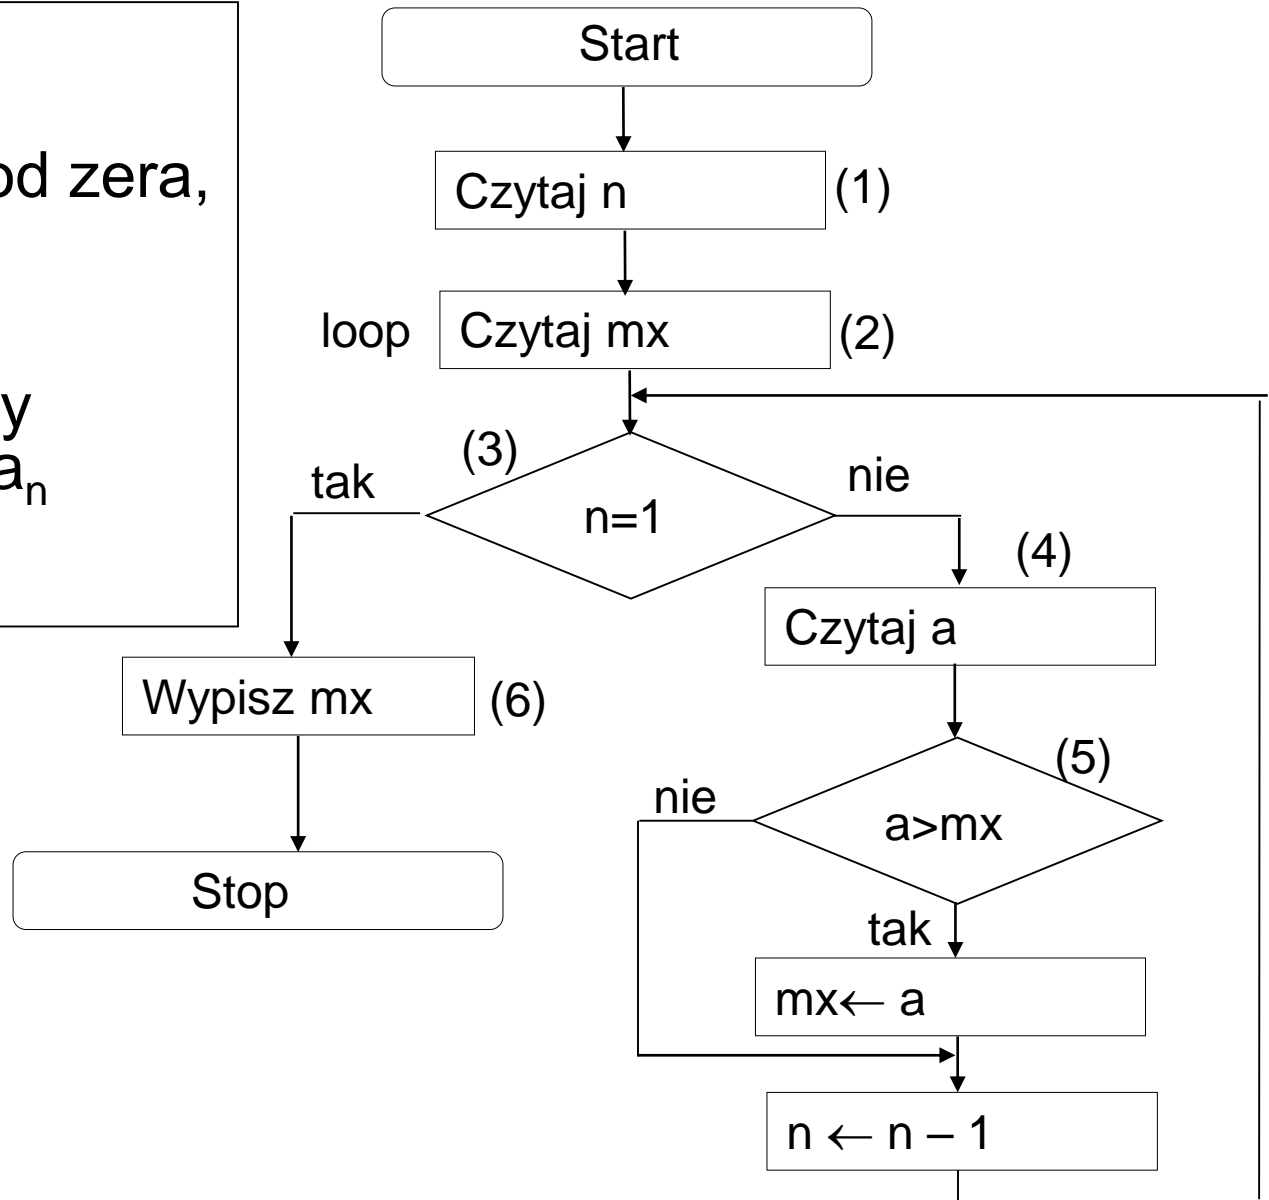 od zera,
y
aₙ
Start
Czytaj n
(1)
loop
Czytaj mx
(2)
(3)
tak
nie
n=1
(4)
Czytaj a
Wypisz mx
(6)
(5)
nie
a>mx
Stop
tak
mx← a
n ← n – 1